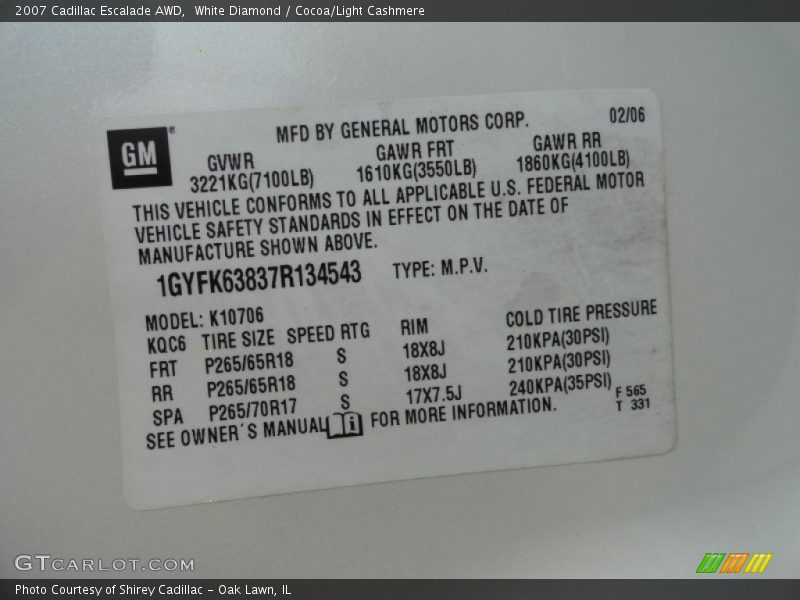 2007 Cadillac Escalade AWD, White Diamond / Cocoa/Light Cashmere
GM®
MFD BY GENERAL MOTORS CORP. 02/06
GVWR GAWR FRT GAWR RR
3221KG(7100LB) 1610KG(3550LB) 1860KG(4100LB)
THIS VEHICLE CONFORMS TO ALL APPLICABLE U.S. FEDERAL MOTOR
VEHICLE SAFETY STANDARDS IN EFFECT ON THE DATE OF
MANUFACTURE SHOWN ABOVE.
1GYFK63837R134543 TYPE: M.P.V.
MODEL: K10706
KQC6 TIRE SIZE SPEED RTG RIM COLD TIRE PRESSURE
FRT P265/65R18 S 18X8J 210KPA(30PSI)
RR P265/65R18 S 18X8J 210KPA(30PSI)
SPA P265/70R17 S 17X7.5J 240KPA(35PSI)
SEE OWNER´S MANUAL i FOR MORE INFORMATION.
F 565
T 331
GTCARLOT.COM
Photo Courtesy of Shirey Cadillac - Oak Lawn, IL